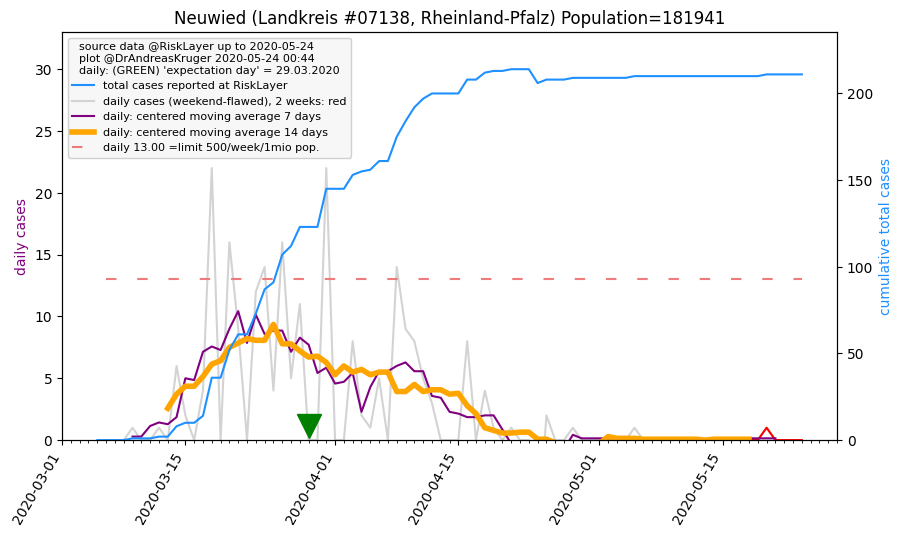 Neuwied (Landkreis #07138, Rheinland-Pfalz) Population=181941
source data @RiskLayer up to 2020-05-24
plot @DrAndreasKruger 2020-05-24 00:44
daily: (GREEN) 'expectation day' = 29.03.2020
total cases reported at RiskLayer
daily cases (weekend-flawed), 2 weeks: red
daily: centered moving average 7 days
daily: centered moving average 14 days
daily 13.00 =limit 500/week/1mio pop.
daily cases
30
25
20
15
10
5
0
cumulative total cases
200
150
100
50
0
2020-03-01
2020-03-15
2020-04-01
2020-04-15
2020-05-01
2020-05-15